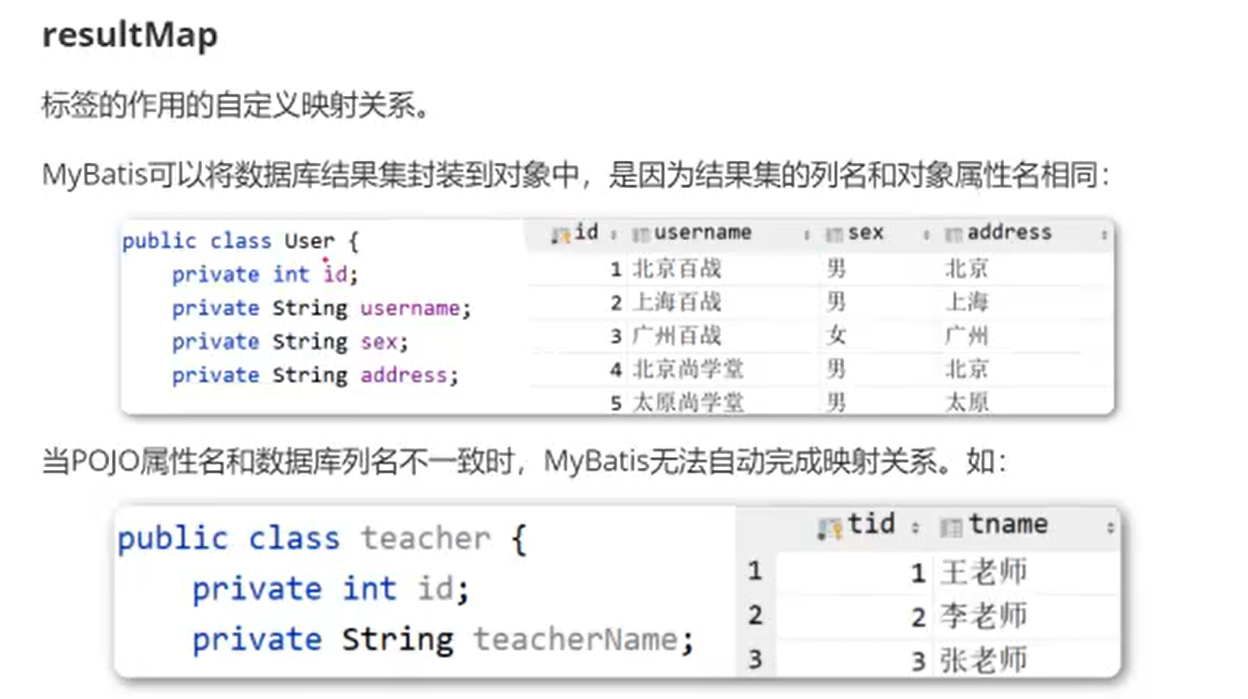 resultMap
标签的作用的自定义映射关系。
MyBatis可以将数据库结果集封装到对象中，是因为结果集的列名和对象属性名相同：
public class User {
private int id;
private String username;
private String sex;
private String address;
id username sex address
1 北京百战 男 北京
2 上海百战 男 上海
3 广州百战 女 广州
4 北京尚学堂 男 北京
5 太原尚学堂 男 太原
当POJO属性名和数据库列名不一致时，MyBatis无法自动完成映射关系。如：
public class teacher {
private int id;
private String teacherName;
tid tname
1 1 王老师
2 2 李老师
3 3 张老师